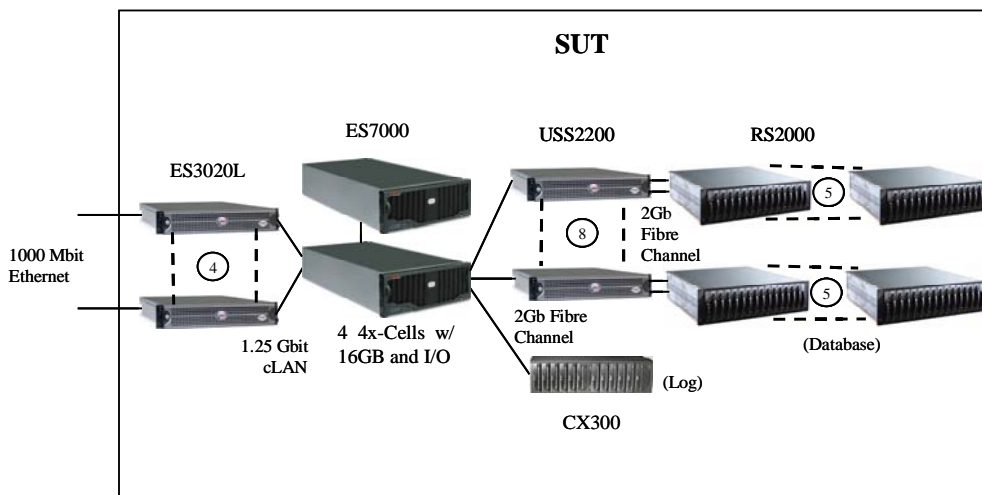 SUT
ES7000
USS2200
RS2000
ES3020L
5
2Gb
Fibre
Channel
1000 Mbit
Ethernet
4
8
5
1.25 Gbit
cLAN
4 4x-Cells w/
16GB and I/O
2Gb Fibre
Channel
(Database)
(Log)
CX300